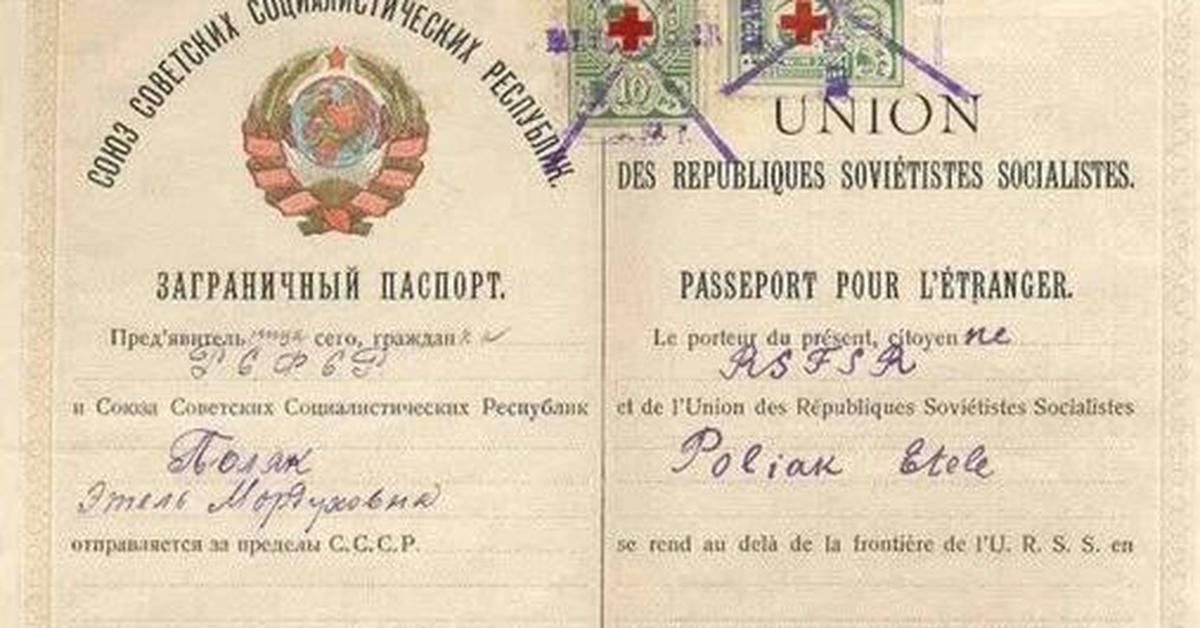 СОЮЗ СОВЕТСКИХ СОЦИАЛИСТИЧЕСКИХ РЕСПУБЛИК.
ЗАГРАНИЧНЫЙ ПАСПОРТ.
Пред'явитель сего, граждан
РСФСР
и Союза Советских Социалистических Республик
Поляк
Этель Мордуховна
отправляется за пределы С.С.С.Р.
10
UNION
DES REPUBLIQUES SOVIÉTISTES SOCIALISTES.
PASSEPORT POUR L'ÉTRANGER.
Le porteur du présent, citoyenne
RSFSR
et de l'Union des Républiques Soviétistes Socialistes
Poliak Etele
se rend au delà de la frontière de l'U. R. S. S. en